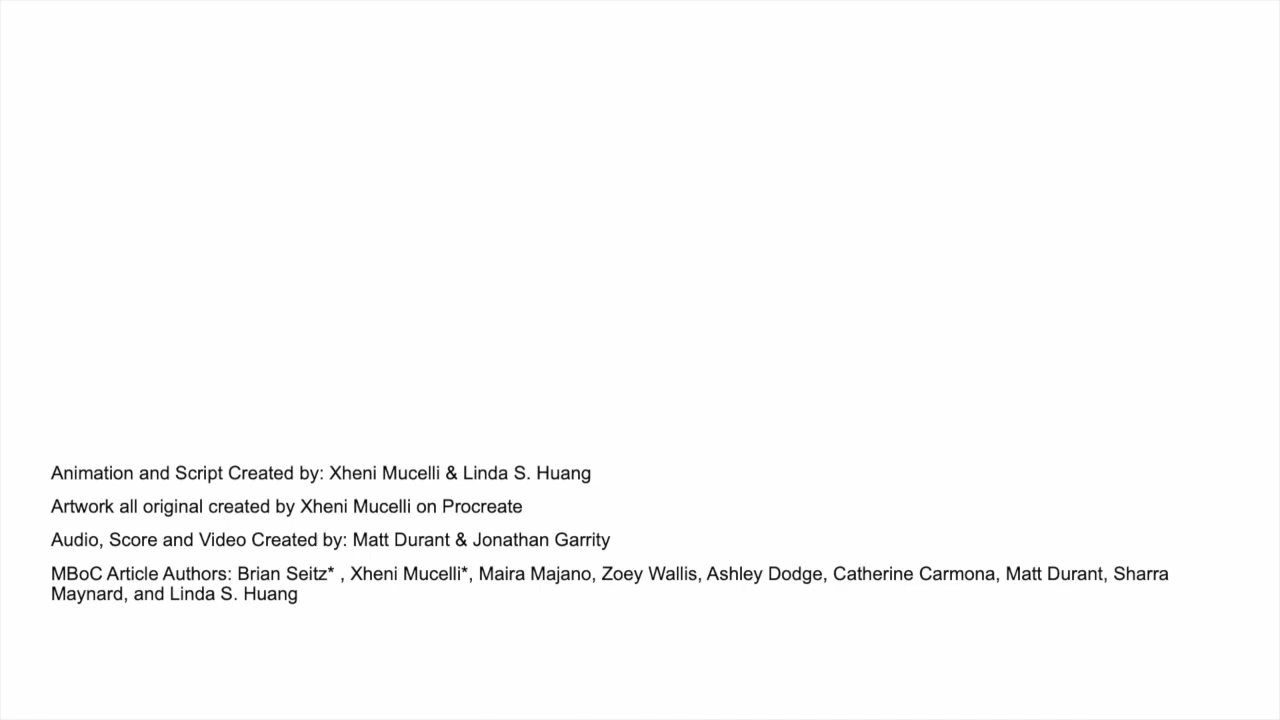 Animation and Script Created by: Xheni Mucelli & Linda S. Huang
Artwork all original created by Xheni Mucelli on Procreate
Audio, Score and Video Created by: Matt Durant & Jonathan Garrity
MBoC Article Authors: Brian Seitz* , Xheni Mucelli*, Maira Majano, Zoey Wallis, Ashley Dodge, Catherine Carmona, Matt Durant, Sharra
Maynard, and Linda S. Huang